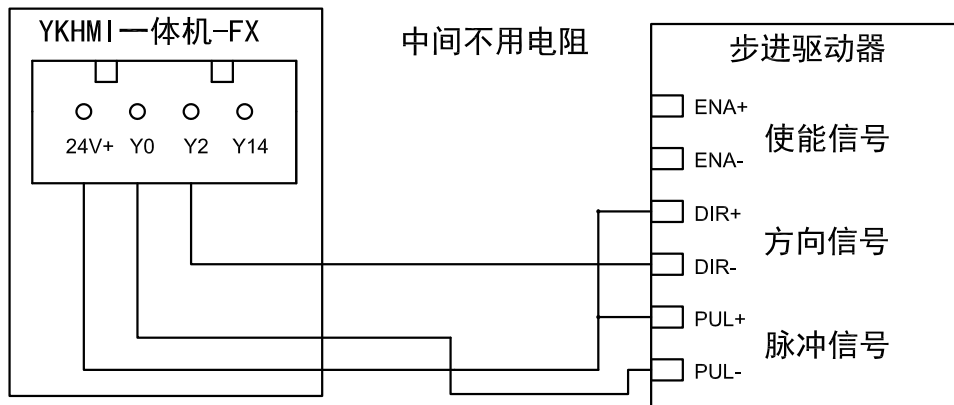 YKHMI一体机-FX
24V+ Y0 Y2 Y14
中间不用电阻
步进驱动器
ENA+
使能信号
ENA-
DIR+
方向信号
DIR-
PUL+
脉冲信号
PUL-